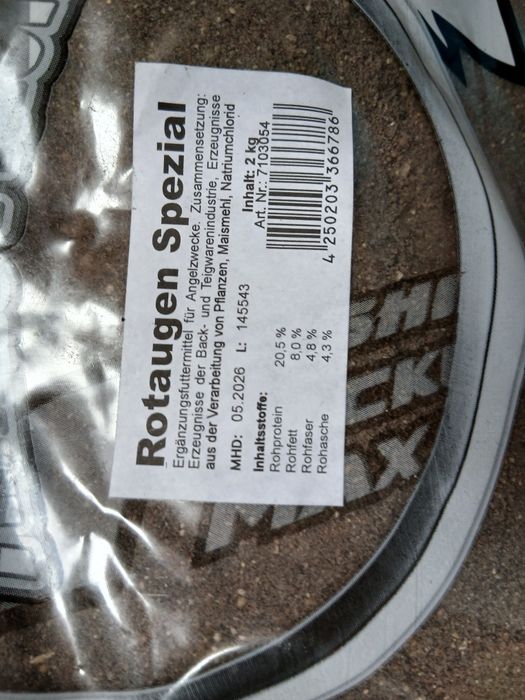 Rotaugen Spezial
Ergänzungsfuttermittel für Angelzwecke. Zusammensetzung:
Erzeugnisse der Back- und Teigwarenindustrie, Erzeugnisse
aus der Verarbeitung von Pflanzen, Maismehl, Natriumchlorid
MHD: 05.2026 L: 145543
Inhalt: 2 kg
Art. Nr.: 7103054
4 250203 366786
Inhaltsstoffe:
Rohprotein 20,5 %
Rohfett 8,0 %
Rohfaser 4,8 %
Rohasche 4,3 %
MAX